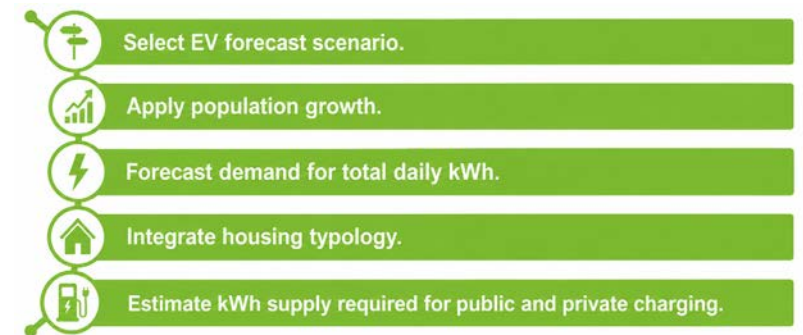 Select EV forecast scenario.
Apply population growth.
Forecast demand for total daily kWh.
Integrate housing typology.
Estimate kWh supply required for public and private charging.